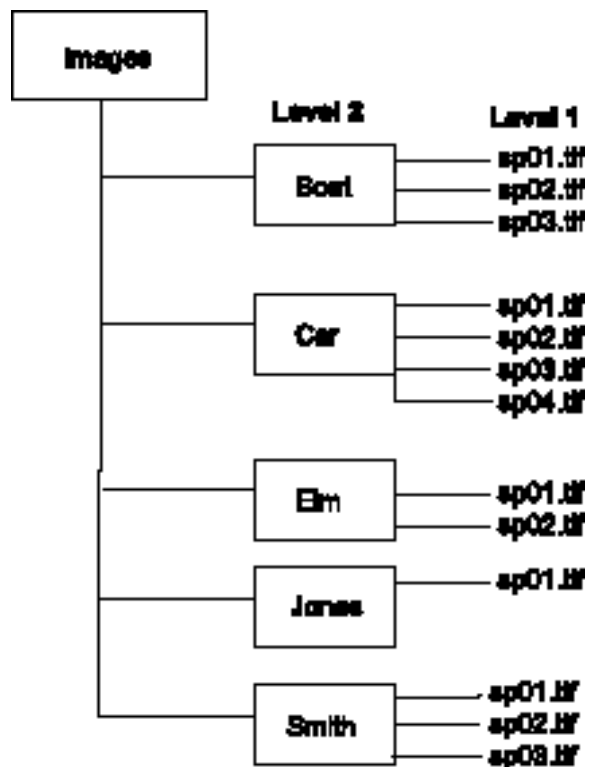 Images
Level 2
Level 1
sp01.tif
sp02.tif
sp03.tif
Car
sp01.tif
sp02.tif
sp03.tif
sp04.tif
Elm
sp01.tif
sp02.tif
Jones
sp01.tif
Smith
sp01.tif
sp02.tif
sp03.tif